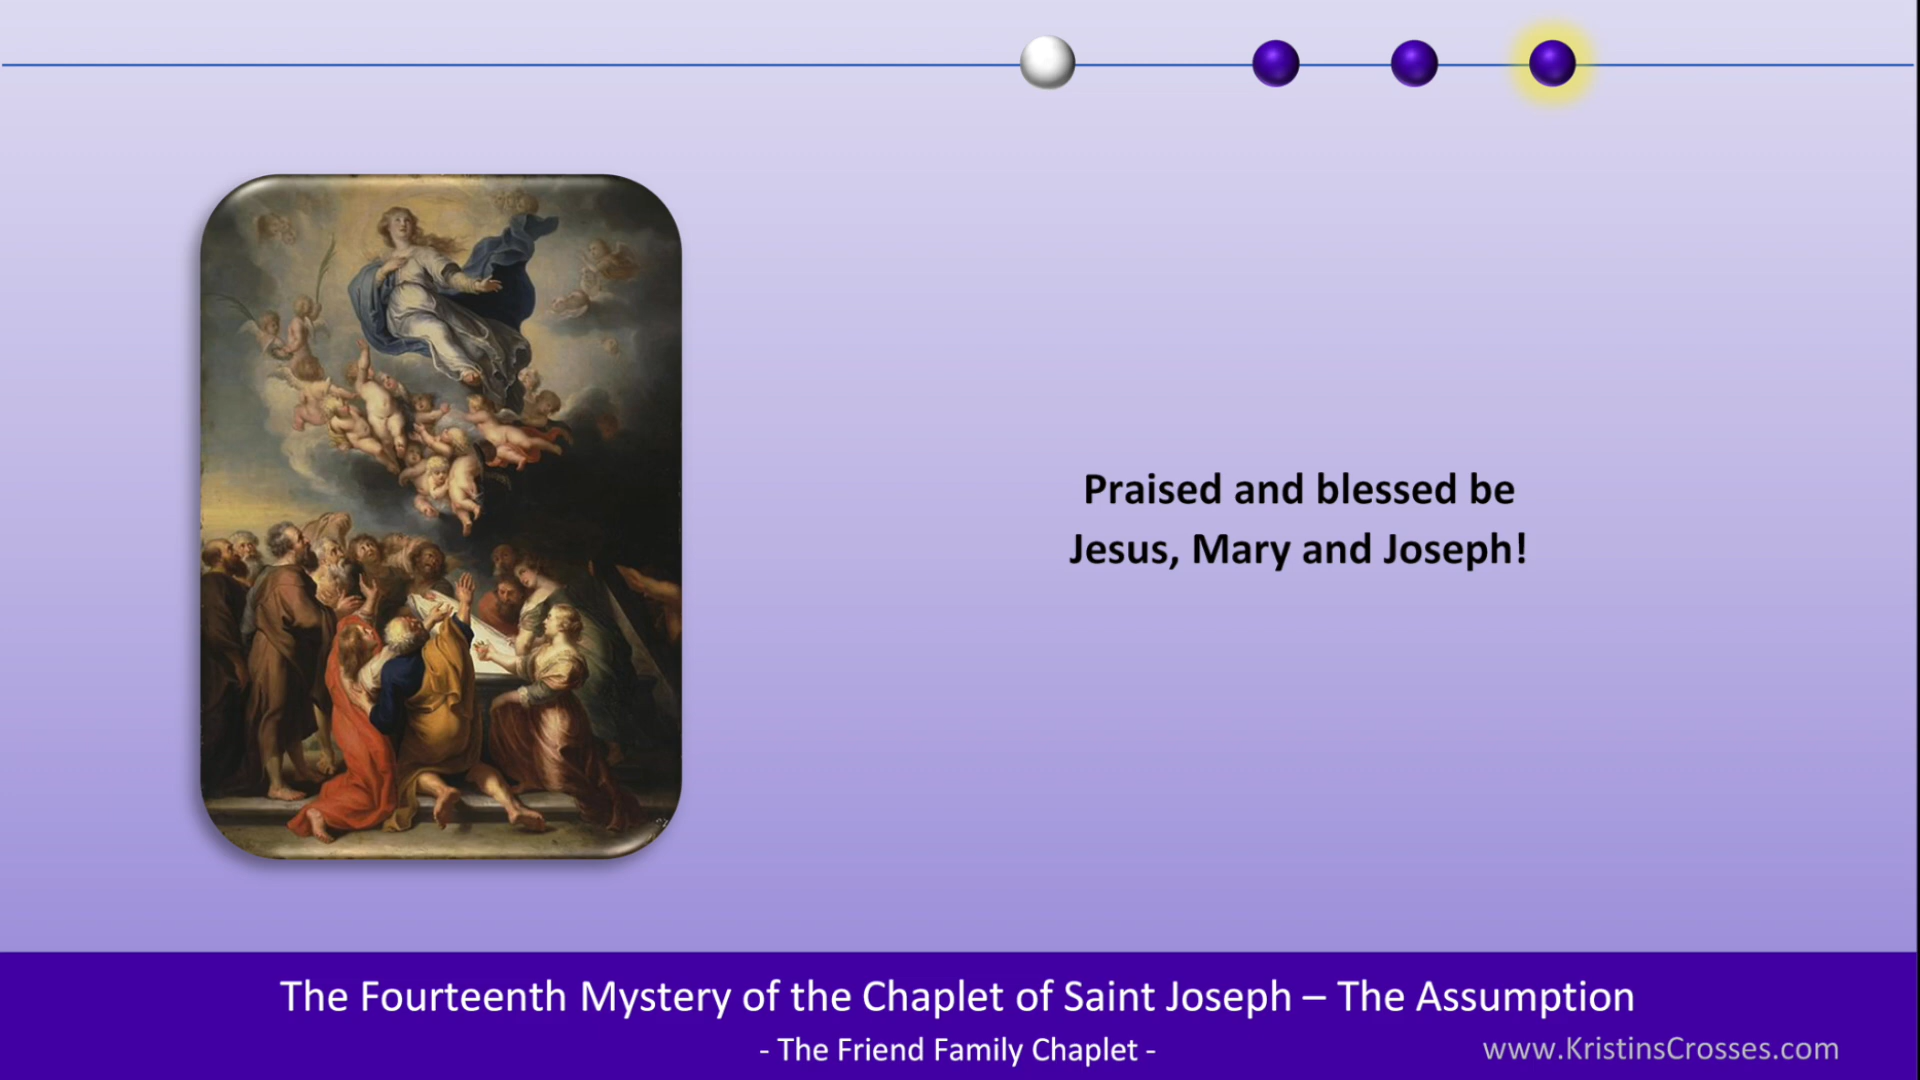 Praised and blessed be
Jesus, Mary and Joseph!
The Fourteenth Mystery of the Chaplet of Saint Joseph – The Assumption
- The Friend Family Chaplet -
www.KristinsCrosses.com